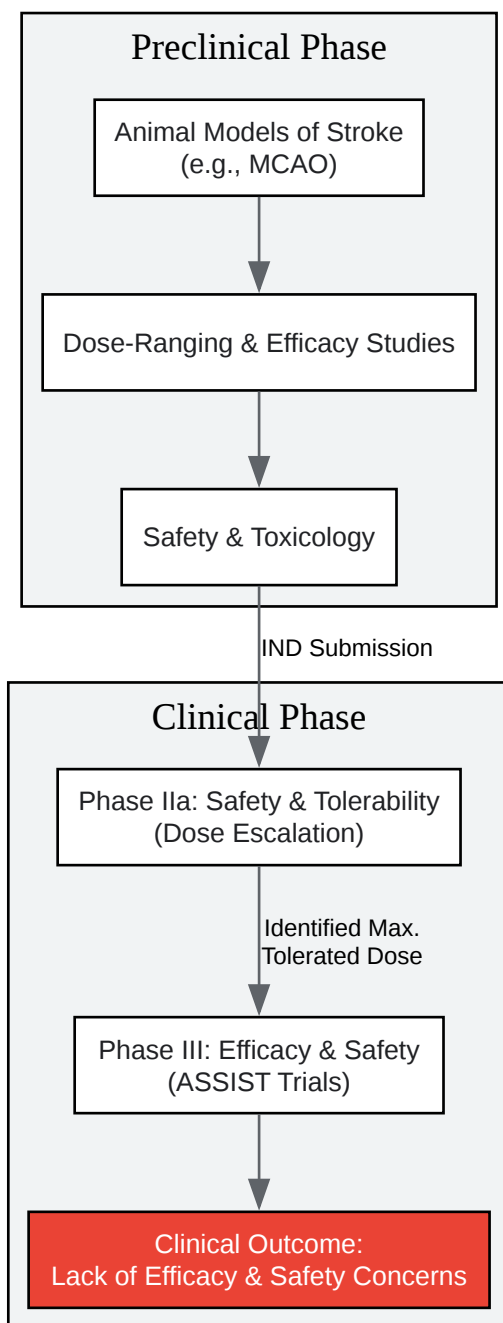 Preclinical Phase
Animal Models of Stroke
(e.g., MCAO)
Dose-Ranging & Efficacy Studies
Safety & Toxicology
IND Submission
Clinical Phase
Phase IIa: Safety & Tolerability
(Dose Escalation)
Identified Max.
Tolerated Dose
Phase III: Efficacy & Safety
(ASSIST Trials)
Clinical Outcome:
Lack of Efficacy & Safety Concerns